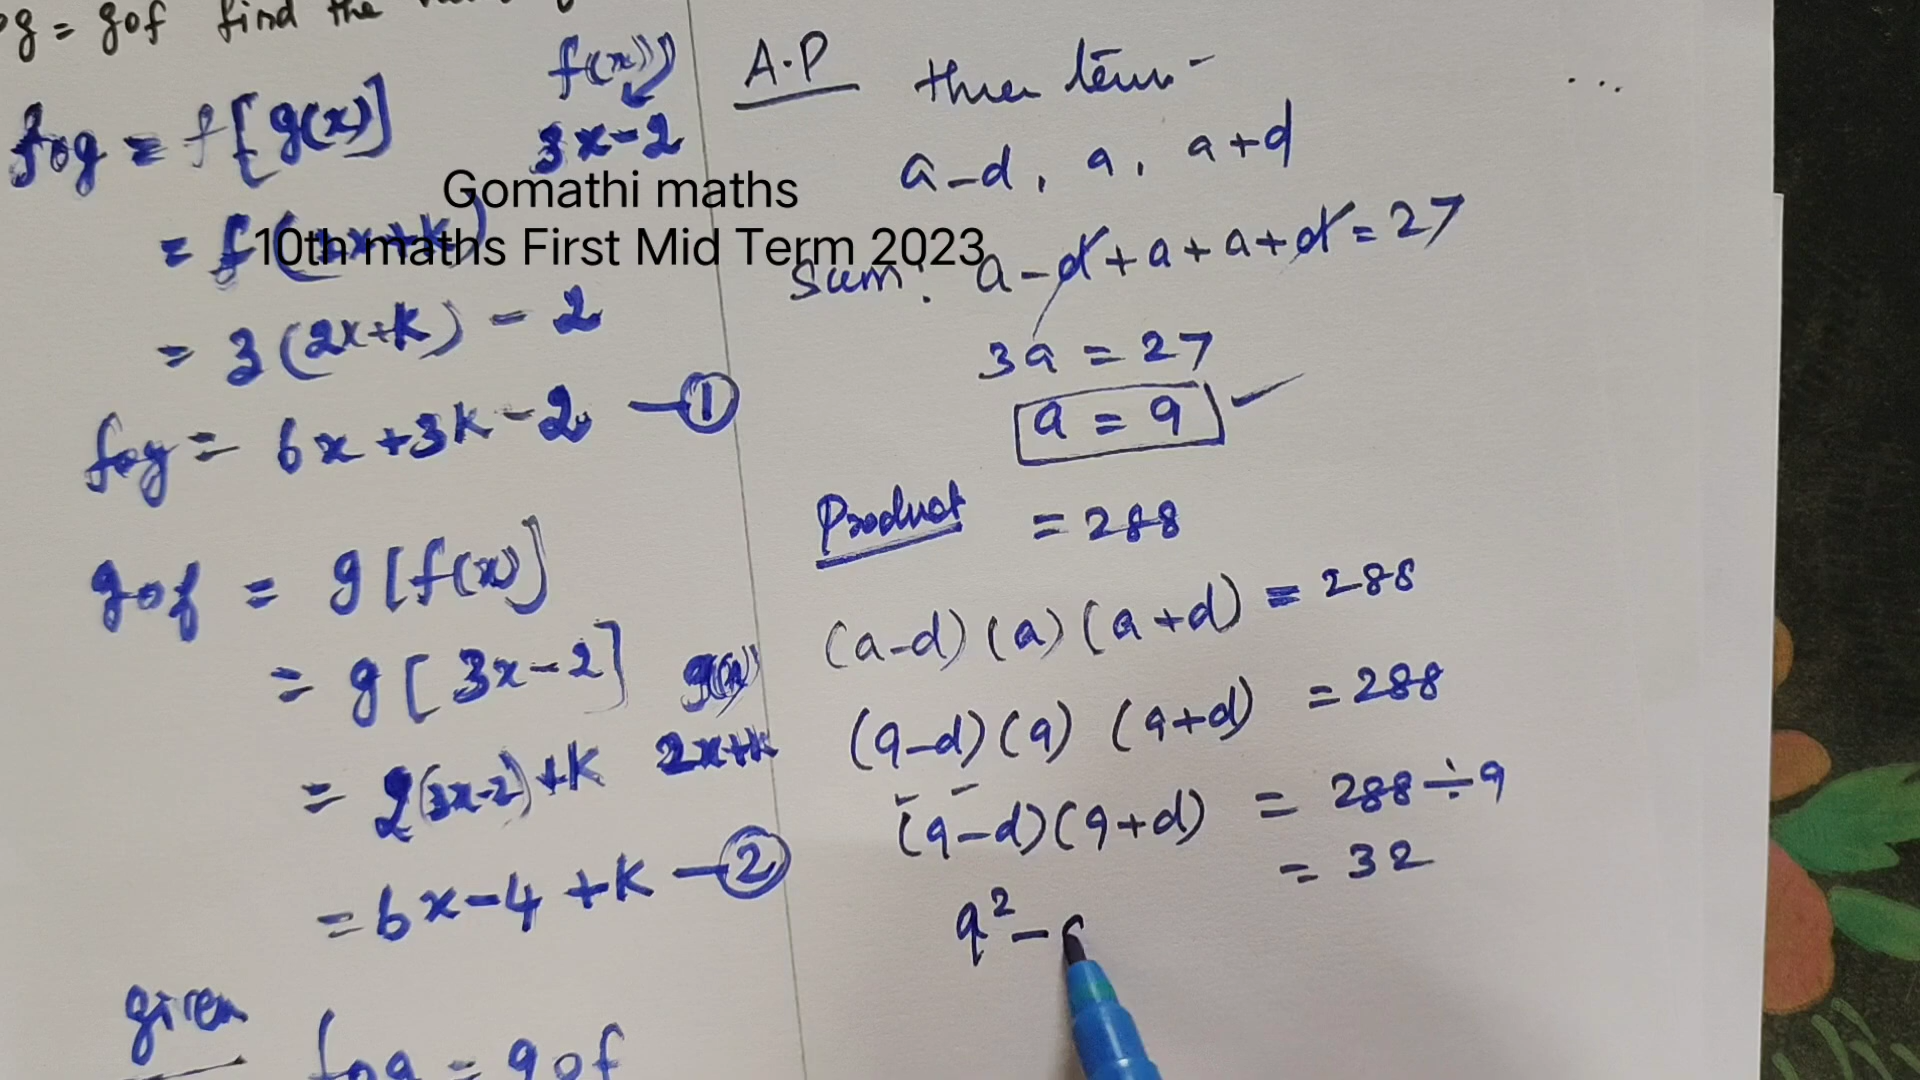 og = gof find the
fog = f[g(x)]
f(x)
3x-2
= f(2x+k)
= 3(2x+k) - 2
fog = 6x+3k-2 —①
gof = g[f(x)]
= g[3x-2] g(x)
= 2(3x-2)+k 2x+k
= 6x-4+k —②
given
fog = gof
Gomathi maths
10th maths First Mid Term 2023
A.P three term
a-d, a, a+d
Sum: a-d+a+a+d=27
3a = 27
a = 9
Product = 288
(a-d)(a)(a+d) = 288
(9-d)(9)(9+d) = 288
(9-d)(9+d) = 288÷9
= 32
9²-